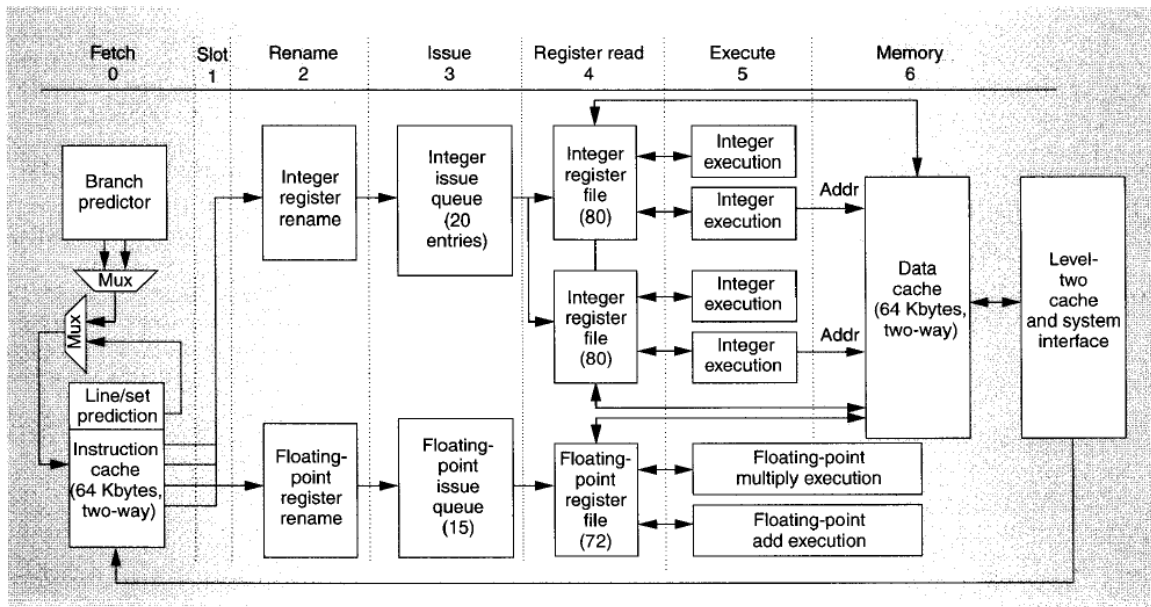 Fetch
0
Slot
1
Rename
2
Issue
3
Register read
4
Execute
5
Memory
6
Branch
predictor
Mux
Mux
Line/set
prediction
Instruction
cache
(64 Kbytes,
two-way)
Integer
register
rename
Integer
issue
queue
(20
entries)
Integer
register
file
(80)
Integer
register
file
(80)
Integer
execution
Integer
execution
Addr
Integer
execution
Integer
execution
Addr
Floating-
point
register
rename
Floating-
point
issue
queue
(15)
Floating-
point
register
file
(72)
Floating-point
multiply execution
Floating-point
add execution
Data
cache
(64 Kbytes,
two-way)
Level-
two
cache
and system
interface